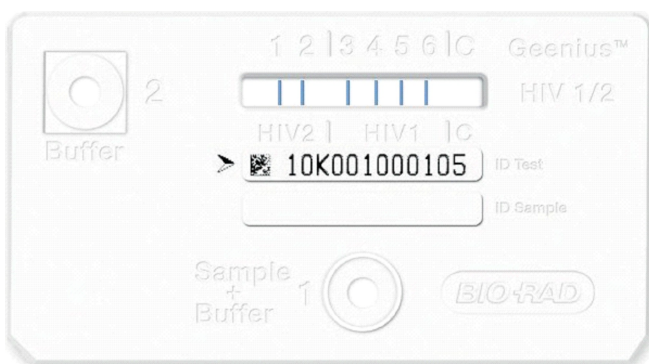 1 2 | 3 4 5 6 | C
Geenius™
2
HIV 1/2
HIV2 | HIV1 | C
Buffer
10K001000105
ID Test
ID Sample
Sample
+
Buffer
1
BIO-RAD